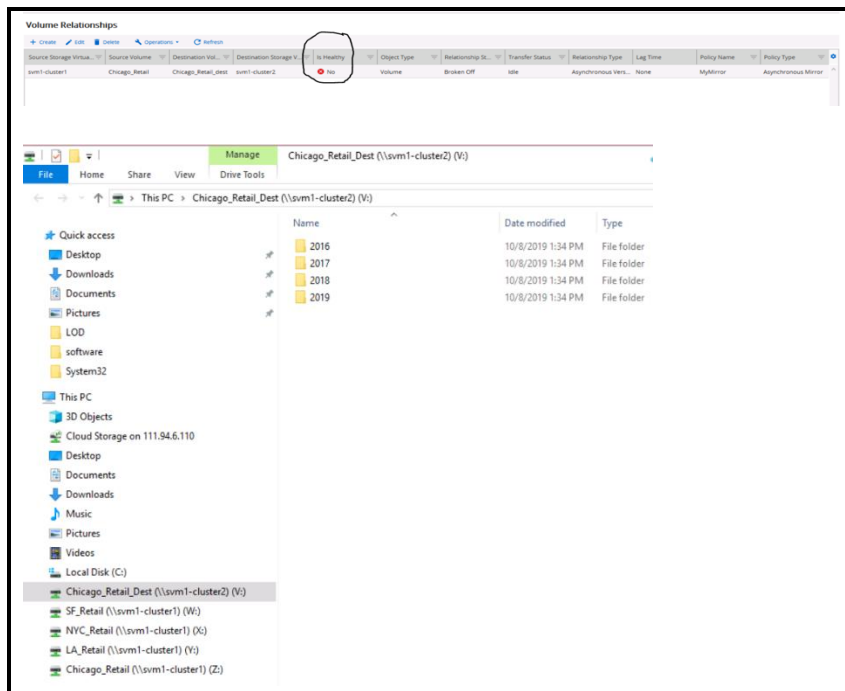 Volume Relationships
+ Create Edit Delete Operations Refresh
Source Storage Virtua... Source Volume Destination Vol... Destination Storage V... Is Healthy Object Type Relationship St... Transfer Status Relationship Type Lag Time Policy Name Policy Type
svm1-cluster1 Chicago_Retail Chicago_Retail_dest svm1-cluster2 No Volume Broken Off Idle Asynchronous Vers... None MyMirror Asynchronous Mirror
Manage Chicago_Retail_Dest (\\svm1-cluster2) (V:)
File Home Share View Drive Tools
This PC > Chicago_Retail_Dest (\\svm1-cluster2) (V:)
Name Date modified Type
Quick access
2016 10/8/2019 1:34 PM File folder
Desktop
2017 10/8/2019 1:34 PM File folder
Downloads
2018 10/8/2019 1:34 PM File folder
Documents
2019 10/8/2019 1:34 PM File folder
Pictures
LOD
software
System32
This PC
3D Objects
Cloud Storage on 111.94.6.110
Desktop
Documents
Downloads
Music
Pictures
Videos
Local Disk (C:)
Chicago_Retail_Dest (\\svm1-cluster2) (V:)
SF_Retail (\\svm1-cluster1) (W:)
NYC_Retail (\\svm1-cluster1) (X:)
LA_Retail (\\svm1-cluster1) (Y:)
Chicago_Retail (\\svm1-cluster1) (Z:)